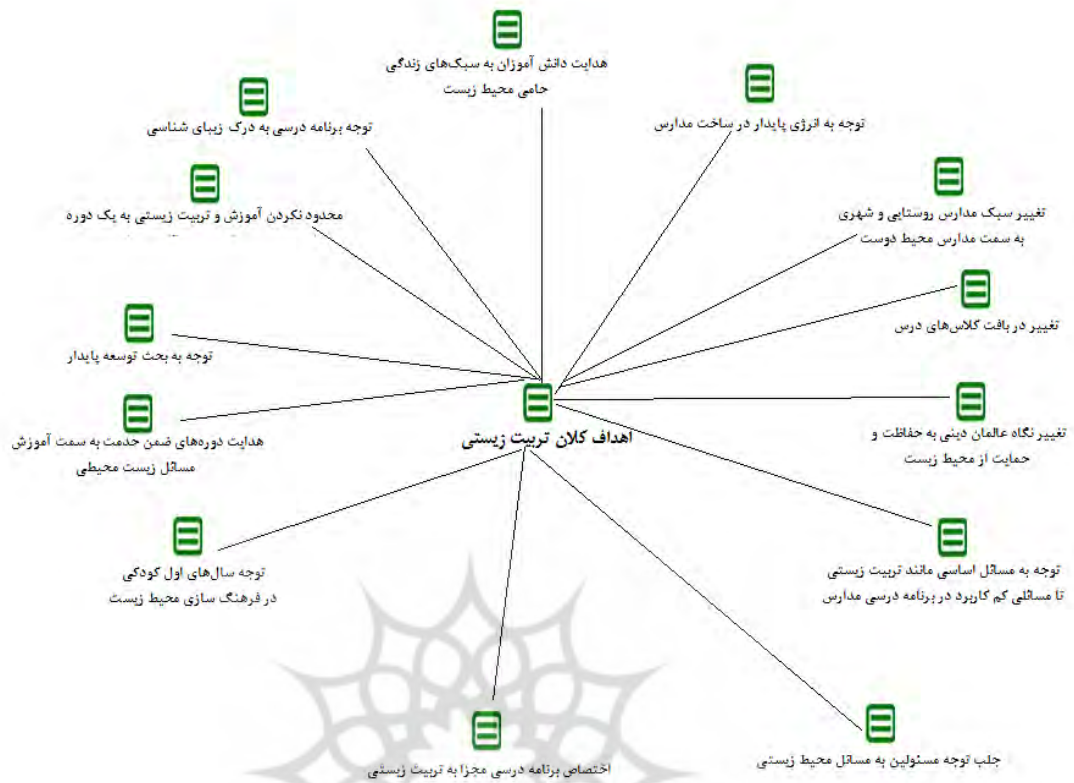 هدایت دانش آموزان به سبک‌های زندگی
حامی محیط زیست
توجه به انرژی پایدار در ساخت مدارس
توجه برنامه درسی به درک زیبای شناسی
تغییر سبک مدارس روستایی و شهری
به سمت مدارس محیط دوست
محدود نکردن آموزش و تربیت زیستی به یک دوره
تغییر در بافت کلاس‌های درس
توجه به بحث توسعه پایدار
اهداف کلان تربیت زیستی
تغییر نگاه عالمان دینی به حفاظت و
حمایت از محیط زیست
هدایت دوره‌های ضمن خدمت به سمت آموزش
مسائل زیست محیطی
توجه به مسائل اساسی مانند تربیت زیستی
تا مسائلی کم کاربرد در برنامه درسی مدارس
توجه سال‌های اول کودکی
در فرهنگ سازی محیط زیست
جلب توجه مسئولین به مسائل محیط زیستی
اختصاص برنامه درسی مجزا به تربیت زیستی